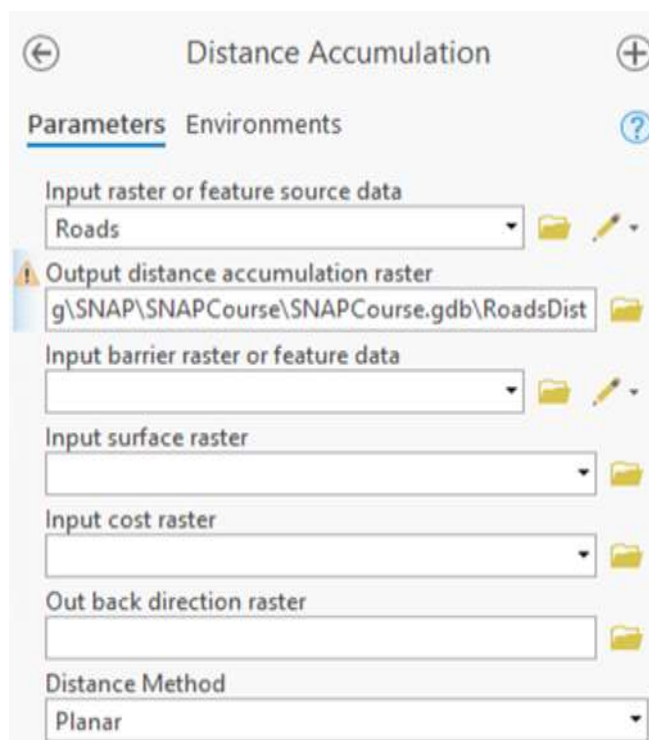 Distance Accumulation
Parameters Environments
Input raster or feature source data
Roads
Output distance accumulation raster
g\SNAP\SNAPCourse\SNAPCourse.gdb\RoadsDist
Input barrier raster or feature data
Input surface raster
Input cost raster
Out back direction raster
Distance Method
Planar